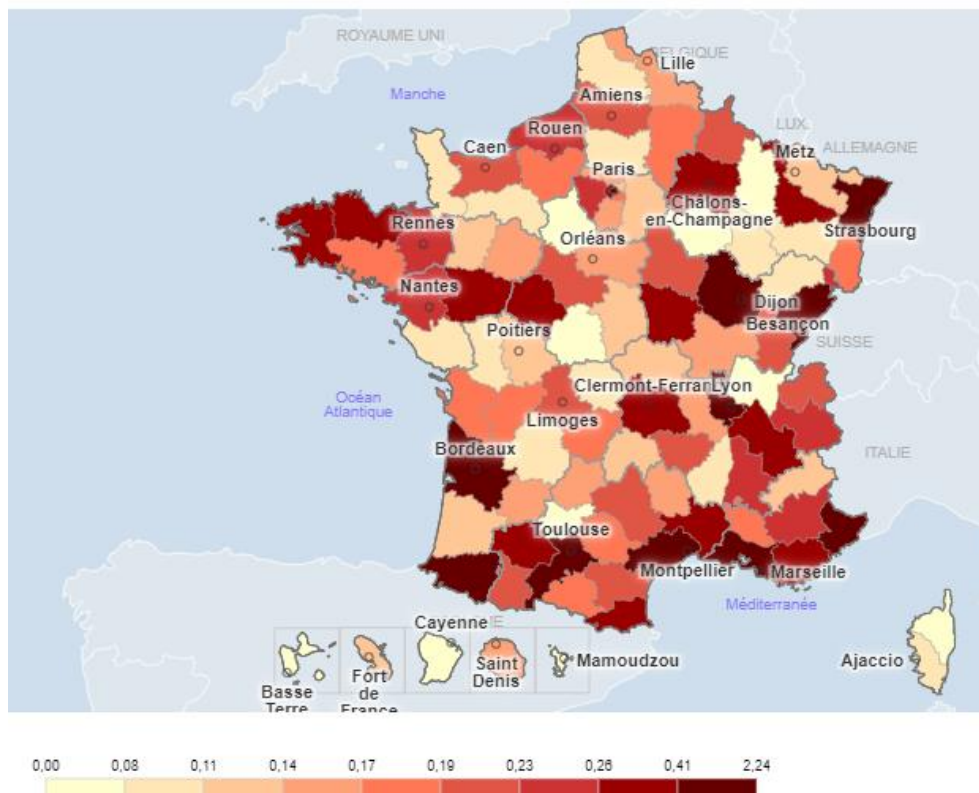 ROYAUME UNI
BELGIQUE
Lille
Manche
Amiens
LUX.
Rouen
ALLEMAGNE
Caen
Metz
Paris
Châlons-
en-Champagne
Rennes
Strasbourg
Orléans
Nantes
Dijon
Besançon
Poitiers
SUISSE
Clermont-Ferran
Lyon
Océan
Atlantique
Limoges
Bordeaux
ITALIE
Toulouse
Montpellier
Marseille
Méditerranée
Cayenne
Ajaccio
Saint
Denis
Mamoudzou
Basse
Terre
Fort
de
France
0,00 0,08 0,11 0,14 0,17 0,19 0,23 0,26 0,41 2,24